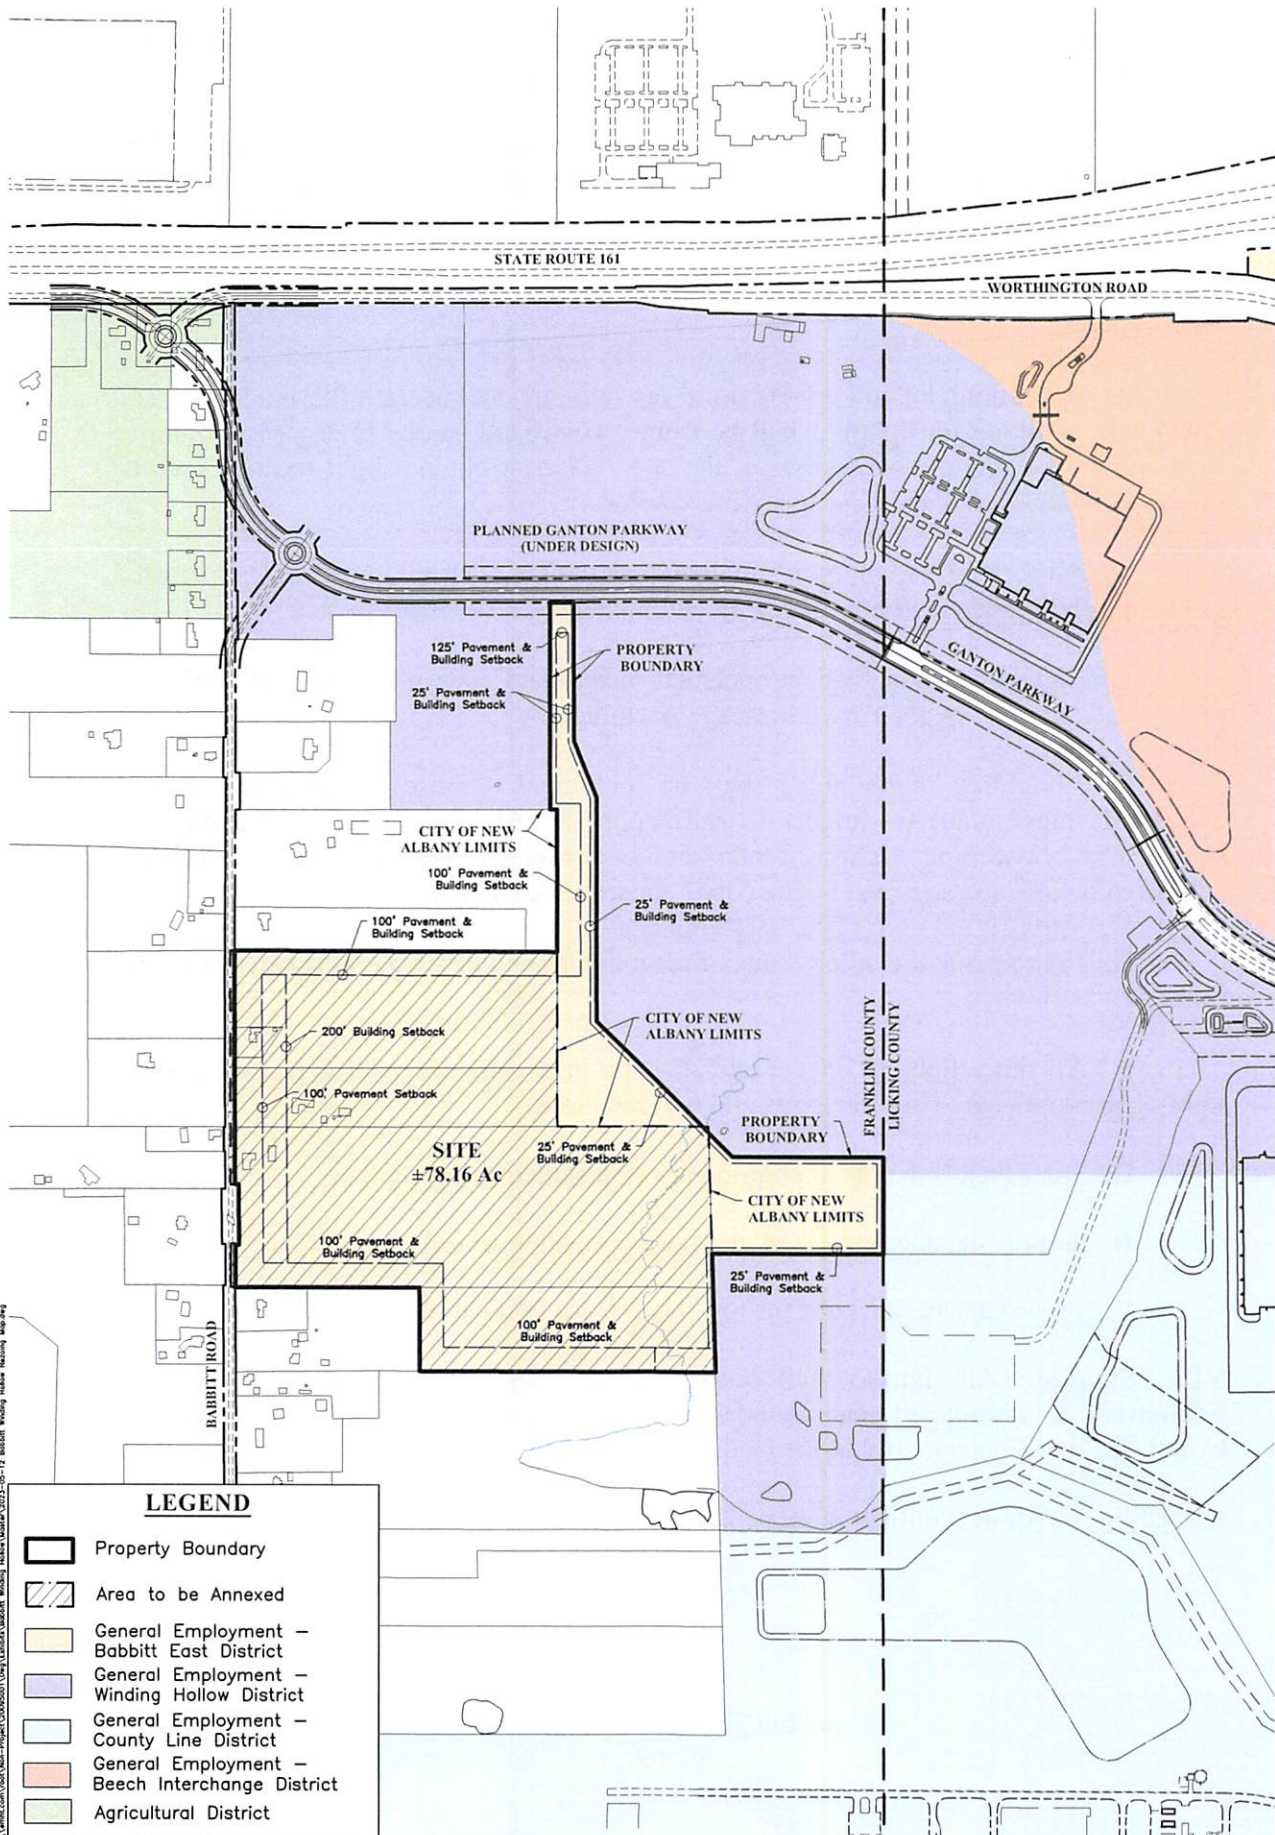 STATE ROUTE 161
WORTHINGTON ROAD
PLANNED GANTON PARKWAY
(UNDER DESIGN)
125' Pavement &
Building Setback
PROPERTY
BOUNDARY
25' Pavement &
Building Setback
GANTON PARKWAY
CITY OF NEW
ALBANY LIMITS
100' Pavement &
Building Setback
25' Pavement &
Building Setback
100' Pavement &
Building Setback
200' Building Setback
CITY OF NEW
ALBANY LIMITS
FRANKLIN COUNTY
LICKING COUNTY
100' Pavement Setback
PROPERTY
BOUNDARY
SITE
±78.16 Ac
25' Pavement &
Building Setback
CITY OF NEW
ALBANY LIMITS
100' Pavement &
Building Setback
25' Pavement &
Building Setback
100' Pavement &
Building Setback
BABBITT ROAD
LEGEND
Property Boundary
Area to be Annexed
General Employment –
Babbitt East District
General Employment –
Winding Hollow District
General Employment –
County Line District
General Employment –
Beech Interchange District
Agricultural District